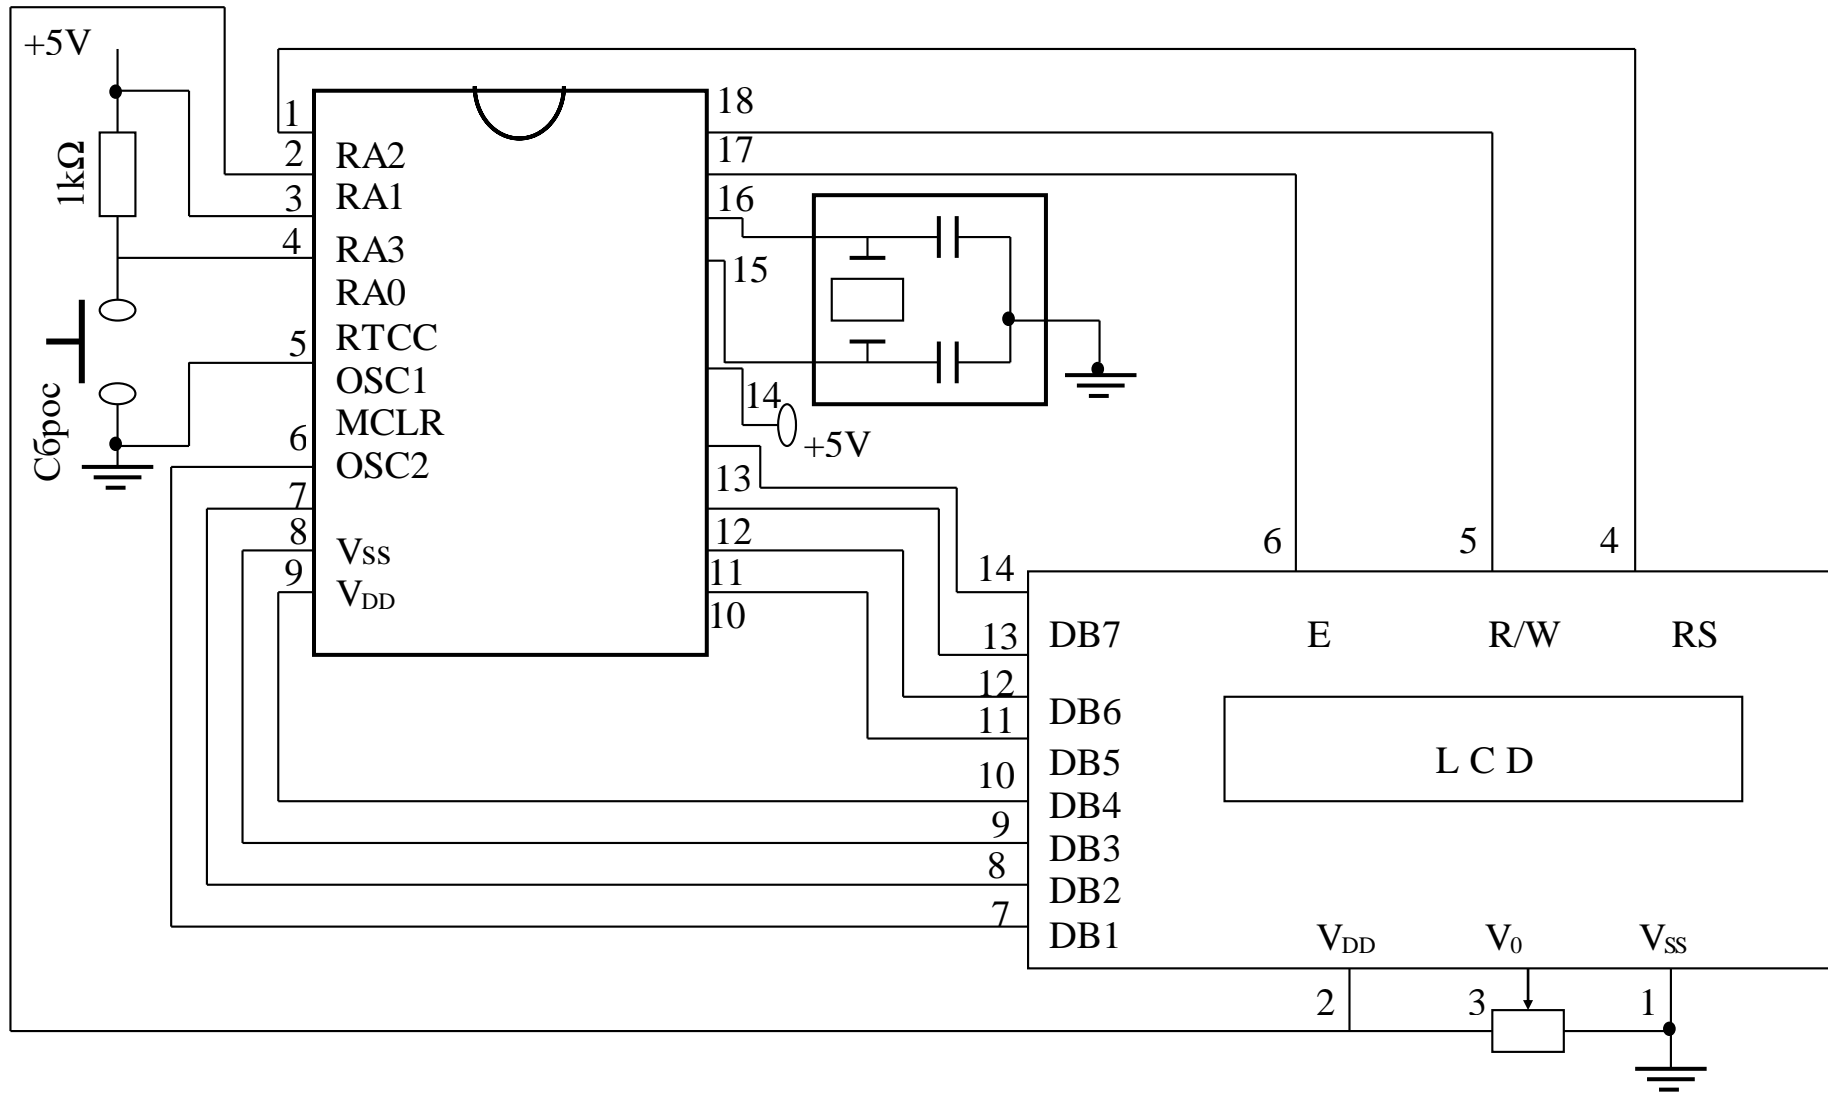 +5V
1kΩ
Сброс
1
2
3
4
5
6
7
8
9
RA2
RA1
RA3
RA0
RTCC
OSC1
MCLR
OSC2
VSS
VDD
18
17
16
15
14
+5V
13
12
11
10
6
5
4
14
13
12
11
10
9
8
7
DB7
DB6
DB5
DB4
DB3
DB2
DB1
E R/W RS
L C D
VDD V0 VSS
2 3 1